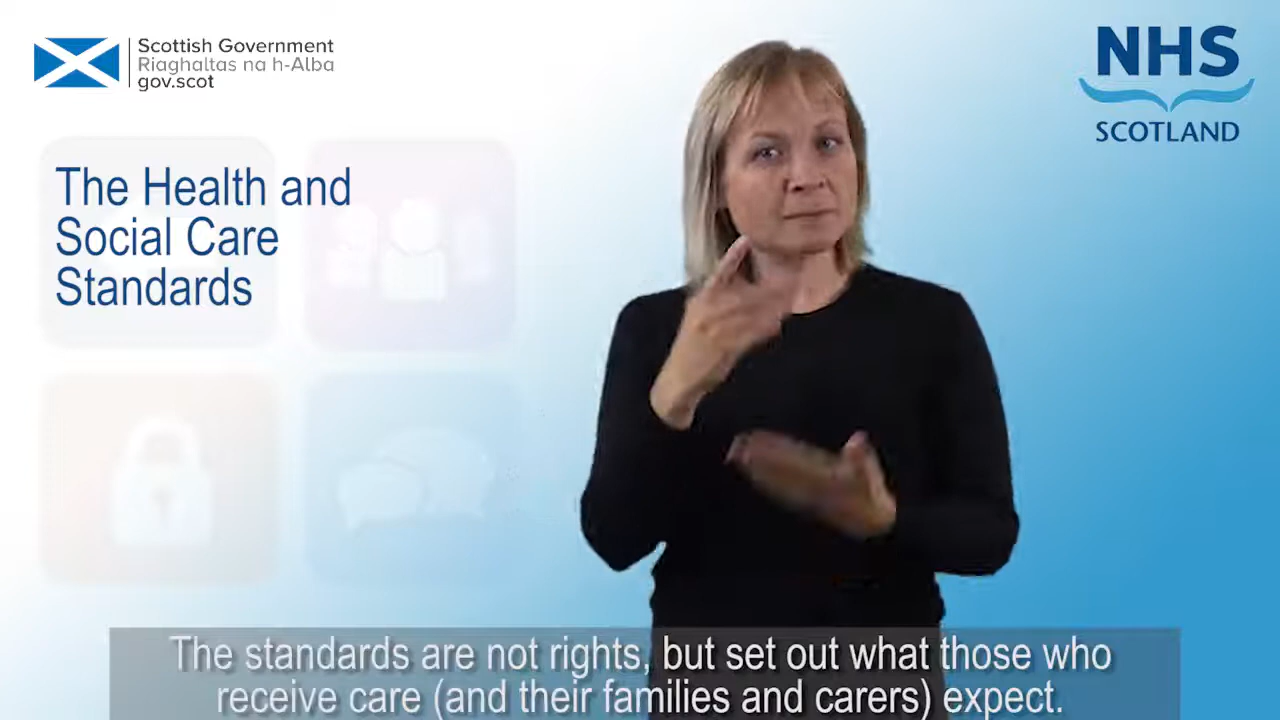 Scottish Government
Riaghaltas na h-Alba
gov.scot
NHS
SCOTLAND
The Health and
Social Care
Standards
The standards are not rights, but set out what those who
receive care (and their families and carers) expect.